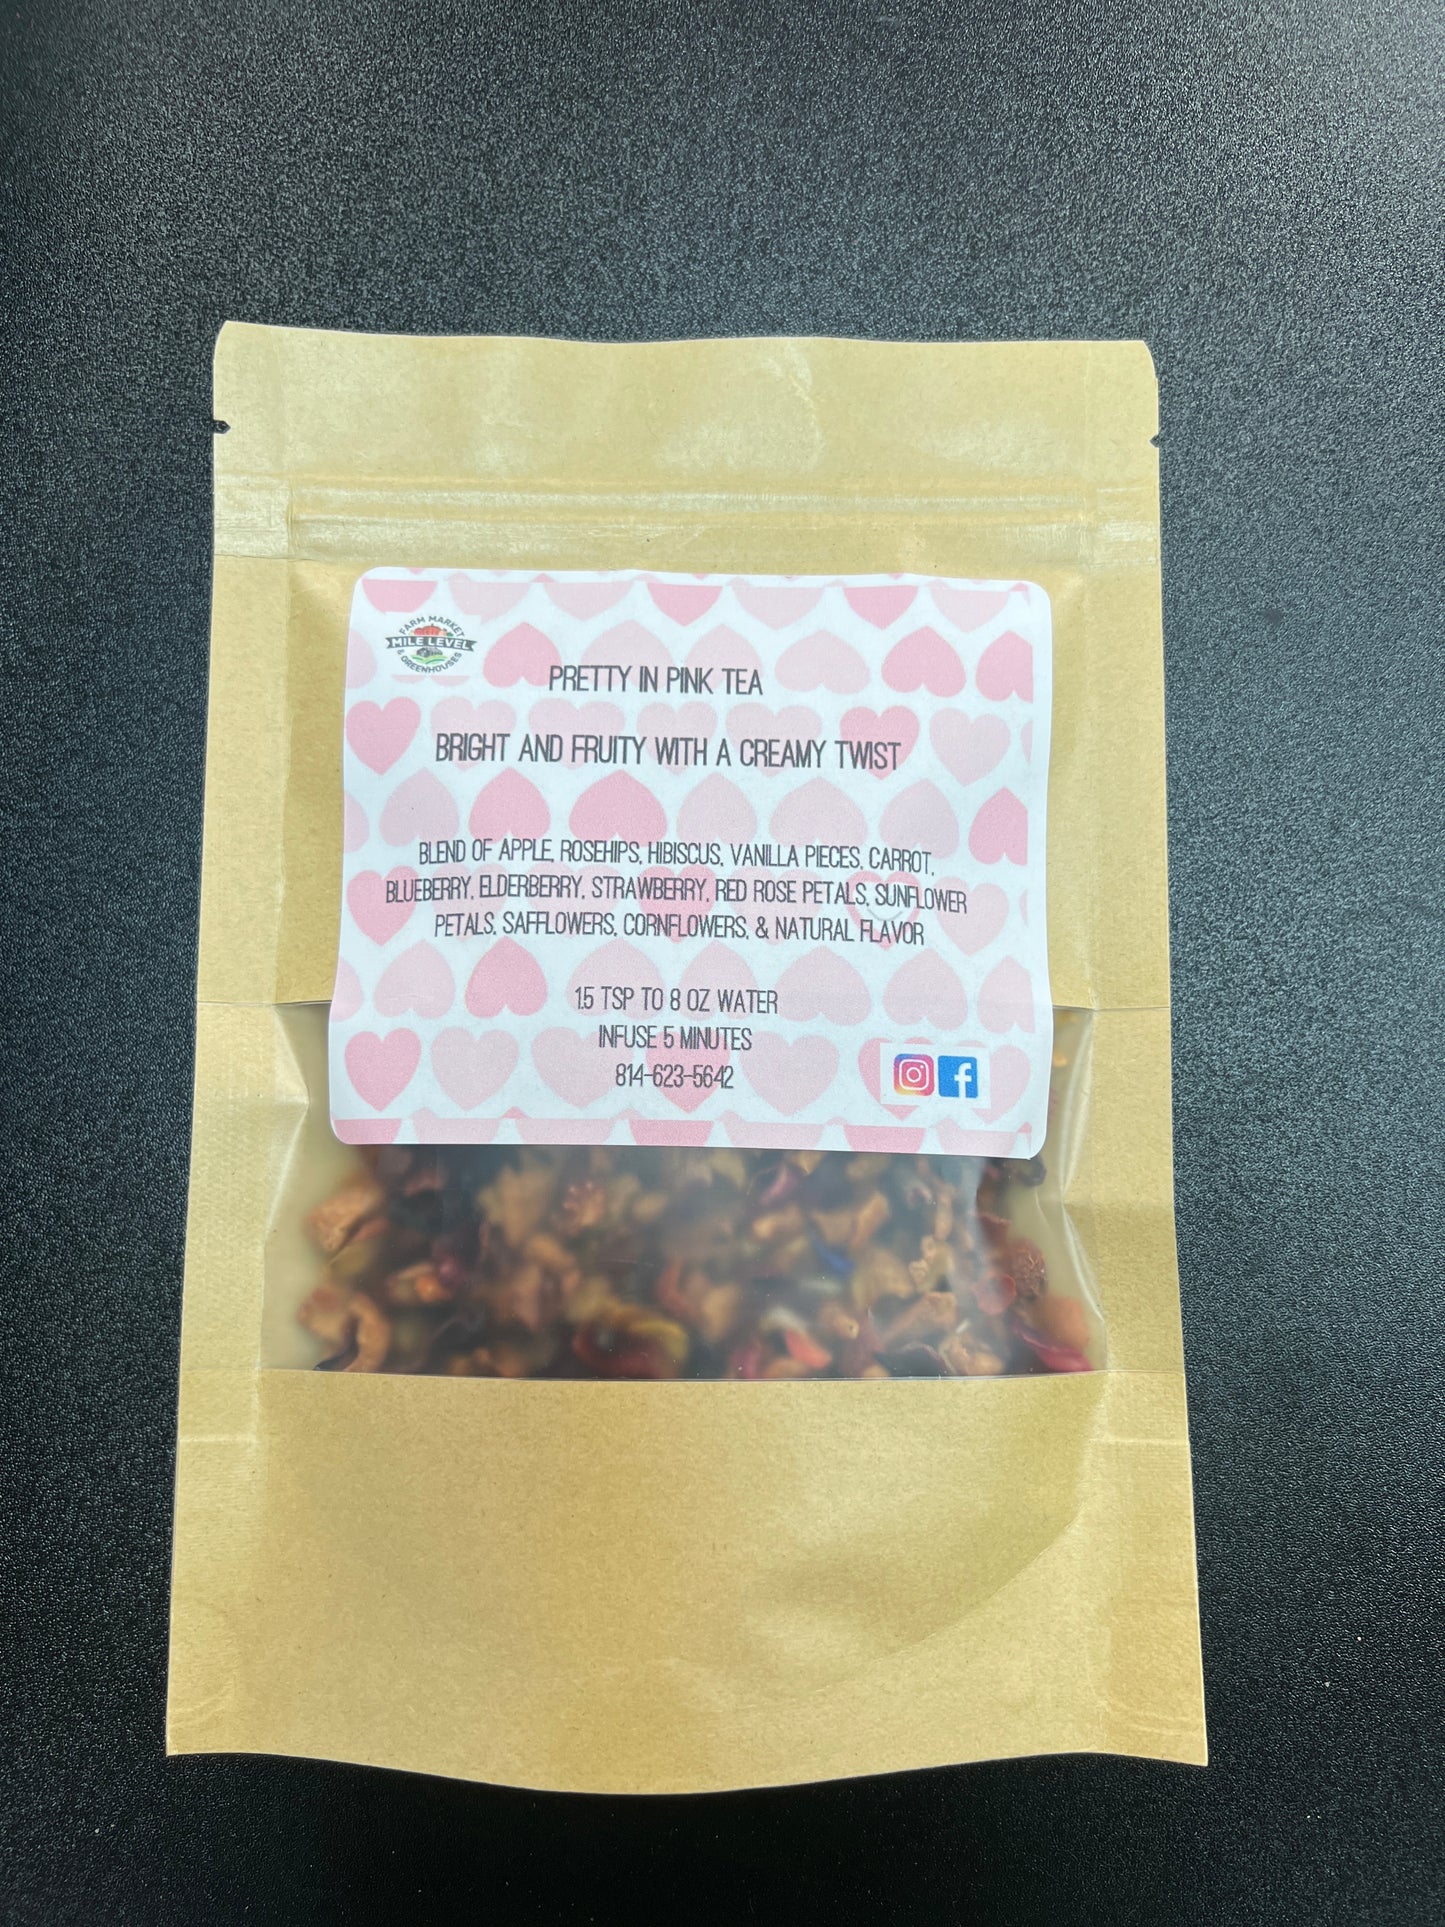 FARM MARKET
MILE LEVEL
& GREENHOUSES
PRETTY IN PINK TEA
BRIGHT AND FRUITY WITH A CREAMY TWIST
BLEND OF APPLE, ROSEHIPS, HIBISCUS, VANILLA PIECES, CARROT,
BLUEBERRY, ELDERBERRY, STRAWBERRY, RED ROSE PETALS, SUNFLOWER
PETALS, SAFFLOWERS, CORNFLOWERS, & NATURAL FLAVOR
1.5 TSP TO 8 OZ WATER
INFUSE 5 MINUTES
814-623-5642